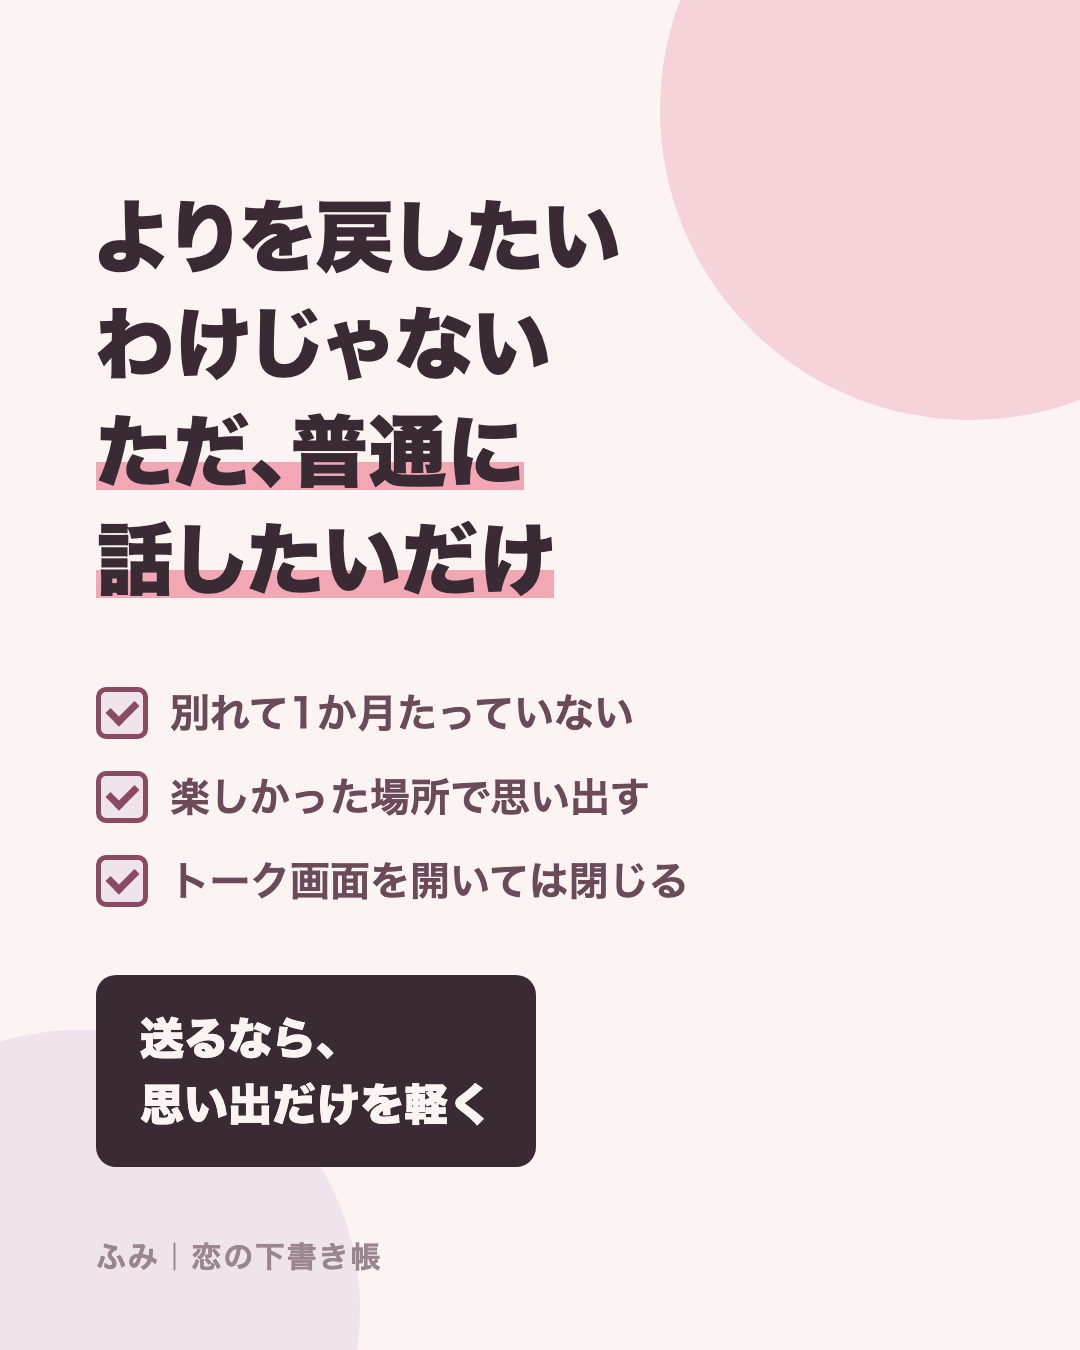 よりを戻したい
わけじゃない
ただ、普通に
話したいだけ
別れて1か月たっていない
楽しかった場所で思い出す
トーク画面を開いては閉じる
送るなら、
思い出だけを軽く
ふみ｜恋の下書き帳